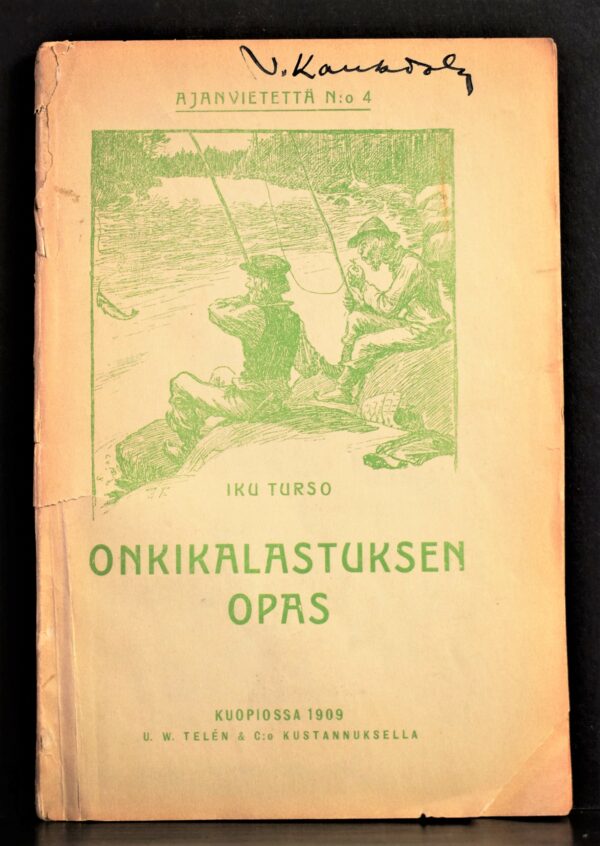 AJANVIETETTÄ N:o 4
IKU TURSO
ONKIKALASTUKSEN
OPAS
KUOPIOSSA 1909
U. W. TELÉN & C:o KUSTANNUKSELLA